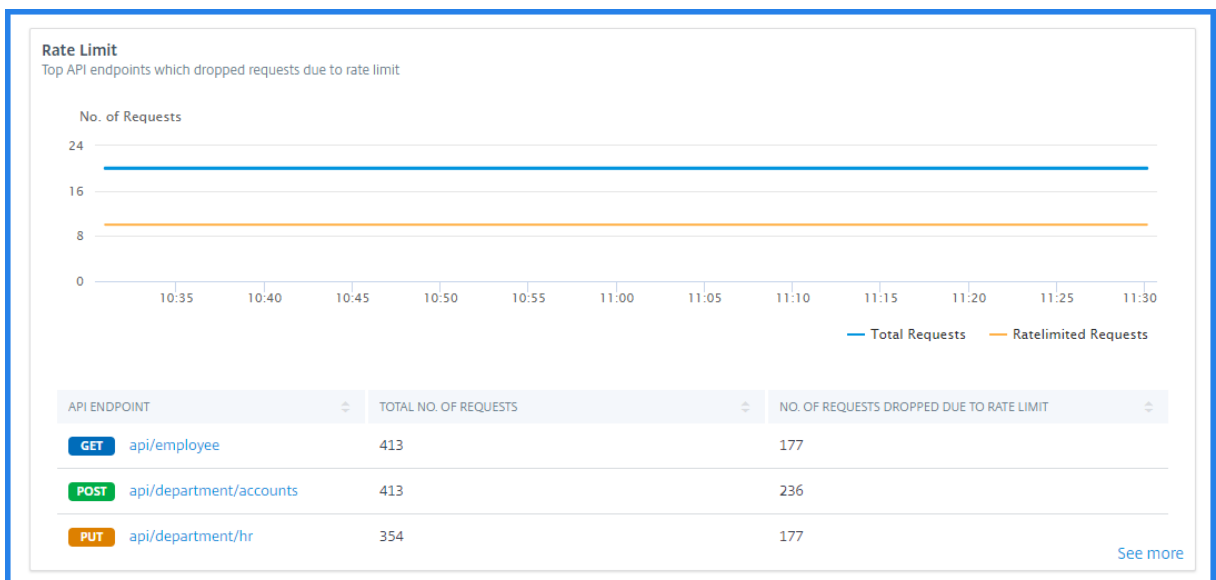 Rate Limit
Top API endpoints which dropped requests due to rate limit
No. of Requests
24
16
8
0
10:35 10:40 10:45 10:50 10:55 11:00 11:05 11:10 11:15 11:20 11:25 11:30
Total Requests Ratelimited Requests
API ENDPOINT TOTAL NO. OF REQUESTS NO. OF REQUESTS DROPPED DUE TO RATE LIMIT
GET api/employee 413 177
POST api/department/accounts 413 236
PUT api/department/hr 354 177
See more